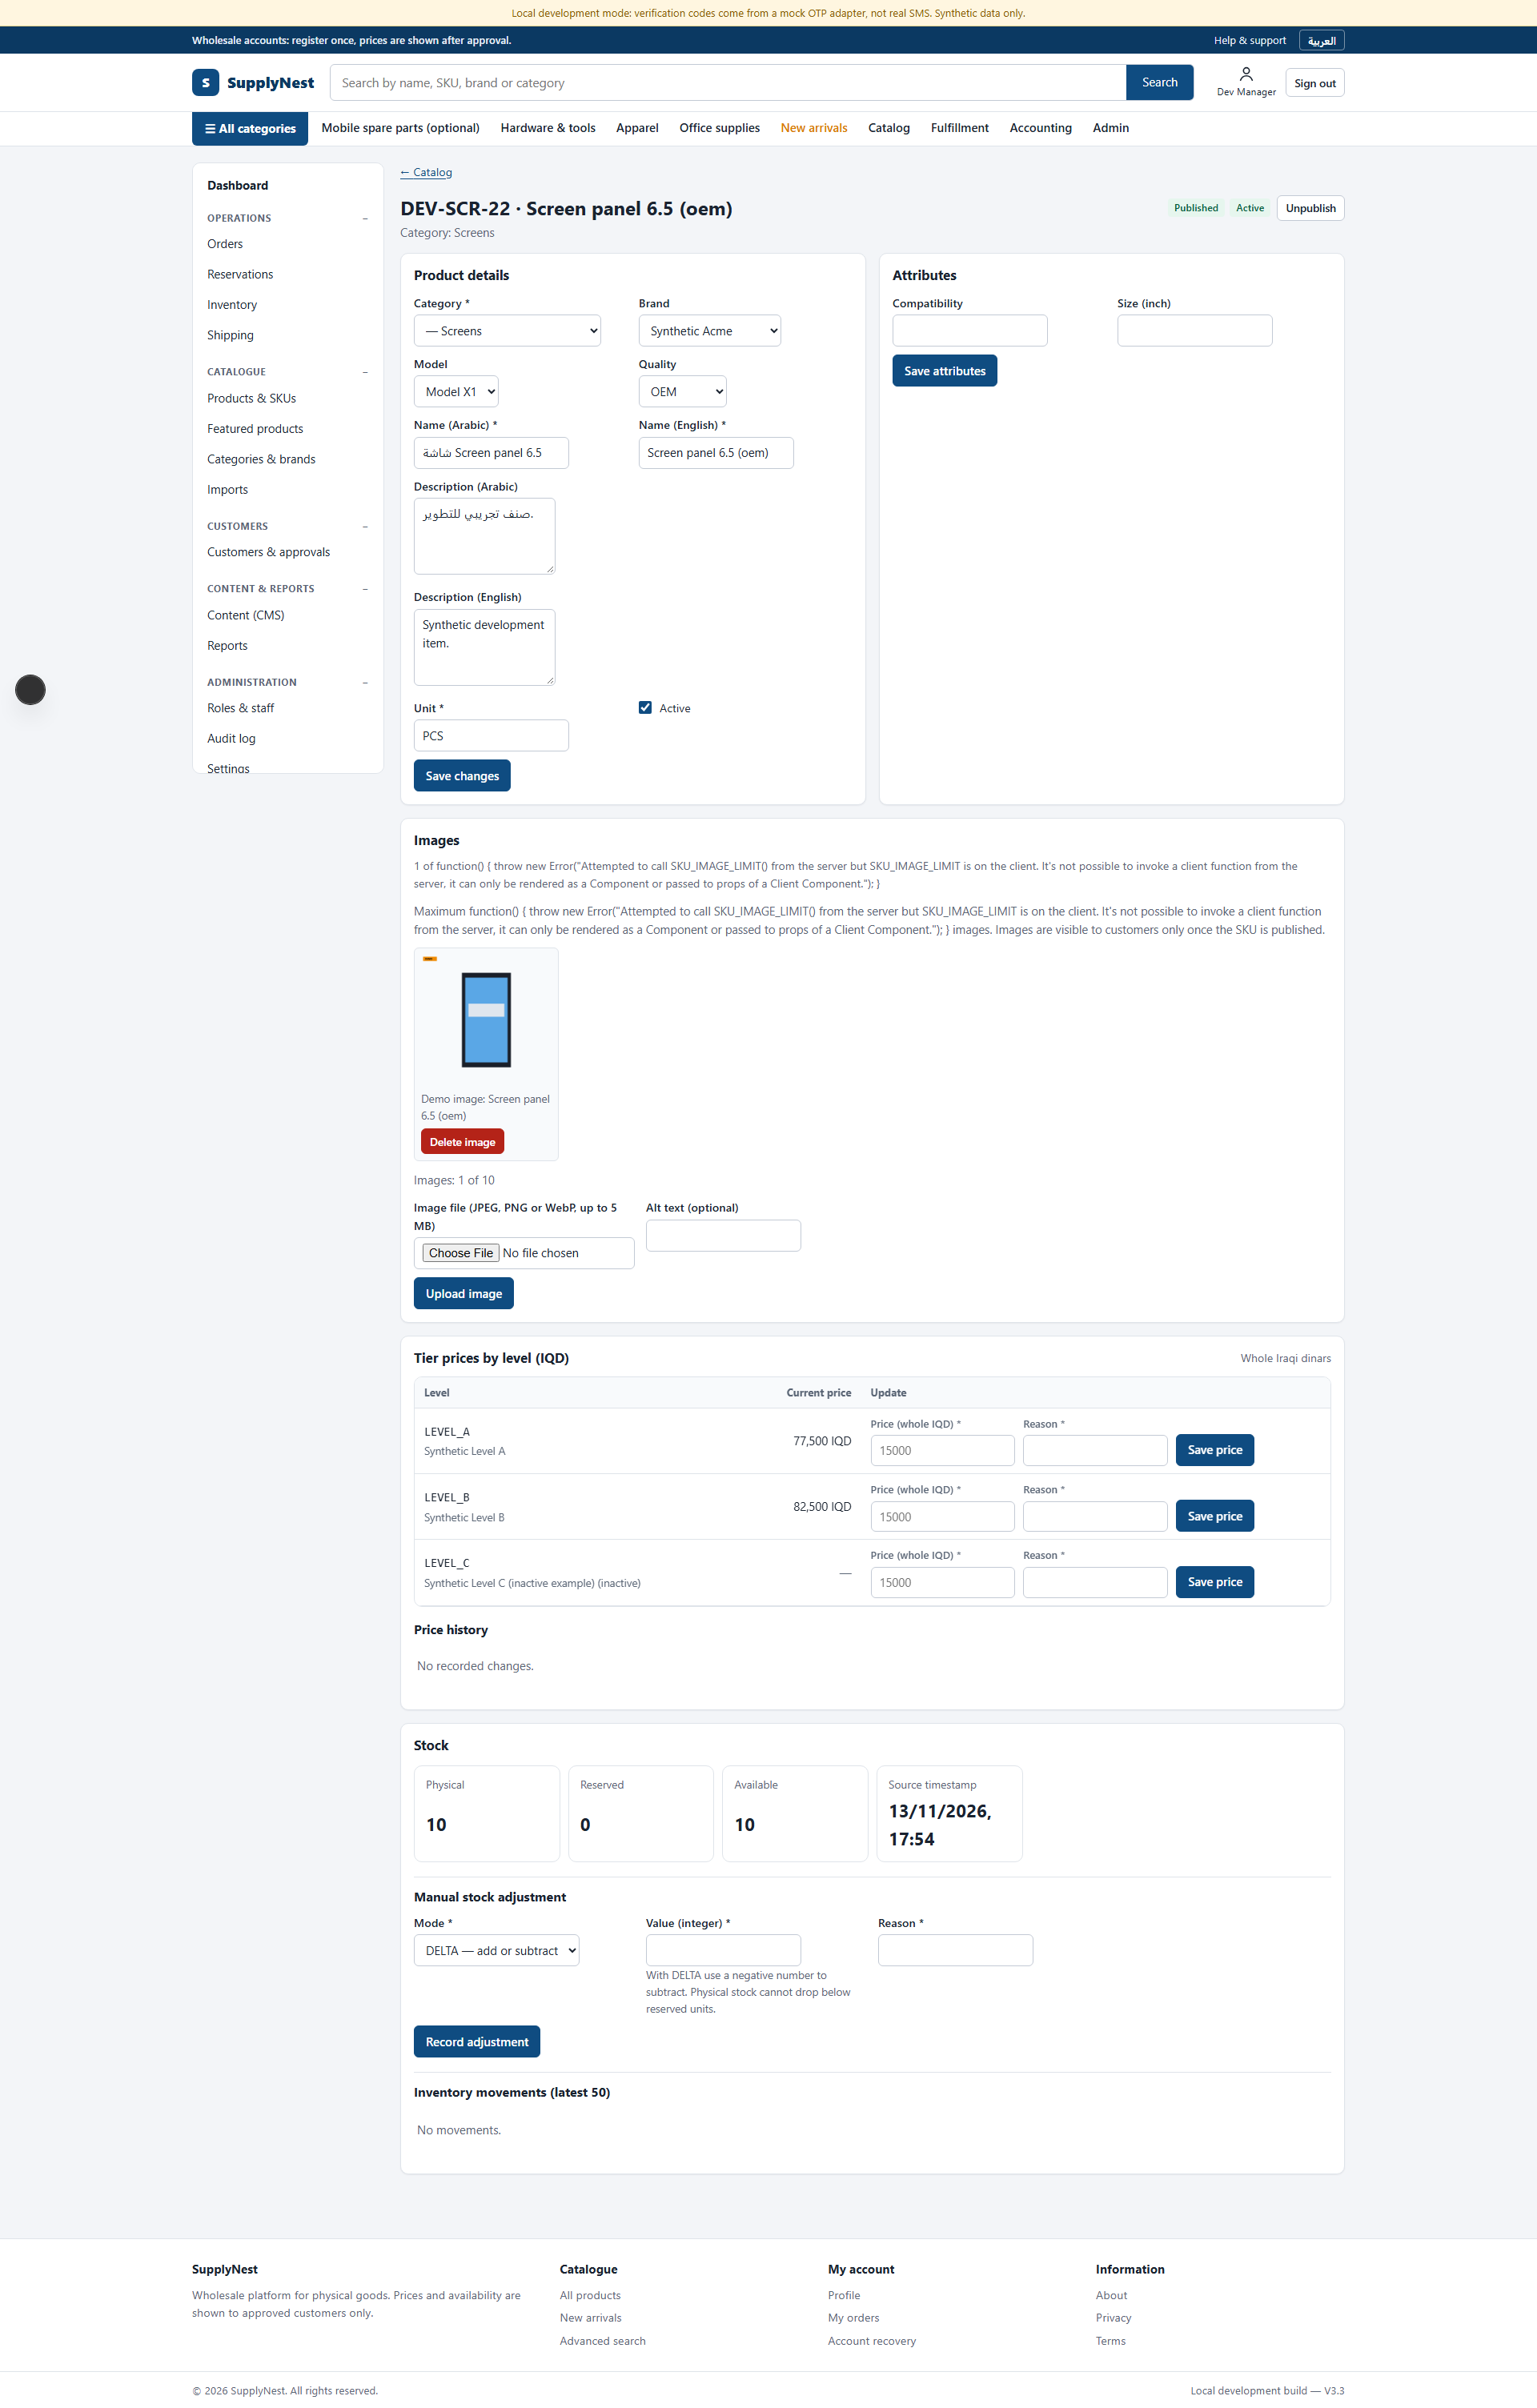 Local development mode: verification codes come from a mock OTP adapter, not real SMS. Synthetic data only.
Wholesale accounts: register once, prices are shown after approval.
Help & support
العربية
S SupplyNest
Search by name, SKU, brand or category
Search
Dev Manager
Sign out
☰ All categories
Mobile spare parts (optional)
Hardware & tools
Apparel
Office supplies
New arrivals
Catalog
Fulfillment
Accounting
Admin
Dashboard
OPERATIONS –
Orders
Reservations
Inventory
Shipping
CATALOGUE –
Products & SKUs
Featured products
Categories & brands
Imports
CUSTOMERS –
Customers & approvals
CONTENT & REPORTS –
Content (CMS)
Reports
ADMINISTRATION –
Roles & staff
Audit log
Settings
← Catalog
DEV-SCR-22 · Screen panel 6.5 (oem)
Published
Active
Unpublish
Category: Screens
Product details
Category *
Brand
— Screens
Synthetic Acme
Model
Quality
Model X1
OEM
Name (Arabic) *
Name (English) *
شاشة Screen panel 6.5
Screen panel 6.5 (oem)
Description (Arabic)
صنف تجريبي للتطوير.
Description (English)
Synthetic development
item.
Unit *
Active
PCS
Save changes
Attributes
Compatibility
Size (inch)
Save attributes
Images
1 of function() { throw new Error("Attempted to call SKU_IMAGE_LIMIT() from the server but SKU_IMAGE_LIMIT is on the client. It's not possible to invoke a client function from the
server, it can only be rendered as a Component or passed to props of a Client Component."); }
Maximum function() { throw new Error("Attempted to call SKU_IMAGE_LIMIT() from the server but SKU_IMAGE_LIMIT is on the client. It's not possible to invoke a client function
from the server, it can only be rendered as a Component or passed to props of a Client Component."); } images. Images are visible to customers only once the SKU is published.
Demo image: Screen panel
6.5 (oem)
Delete image
Images: 1 of 10
Image file (JPEG, PNG or WebP, up to 5
MB)
Alt text (optional)
Choose File No file chosen
Upload image
Tier prices by level (IQD)
Whole Iraqi dinars
Level
Current price
Update
LEVEL_A
Synthetic Level A
77,500 IQD
Price (whole IQD) *
Reason *
15000
Save price
LEVEL_B
Synthetic Level B
82,500 IQD
Price (whole IQD) *
Reason *
15000
Save price
LEVEL_C
Synthetic Level C (inactive example) (inactive)
—
Price (whole IQD) *
Reason *
15000
Save price
Price history
No recorded changes.
Stock
Physical
10
Reserved
0
Available
10
Source timestamp
13/11/2026,
17:54
Manual stock adjustment
Mode *
Value (integer) *
Reason *
DELTA — add or subtract
With DELTA use a negative number to
subtract. Physical stock cannot drop below
reserved units.
Record adjustment
Inventory movements (latest 50)
No movements.
SupplyNest
Wholesale platform for physical goods. Prices and availability are
shown to approved customers only.
Catalogue
All products
New arrivals
Advanced search
My account
Profile
My orders
Account recovery
Information
About
Privacy
Terms
© 2026 SupplyNest. All rights reserved.
Local development build — V3.3